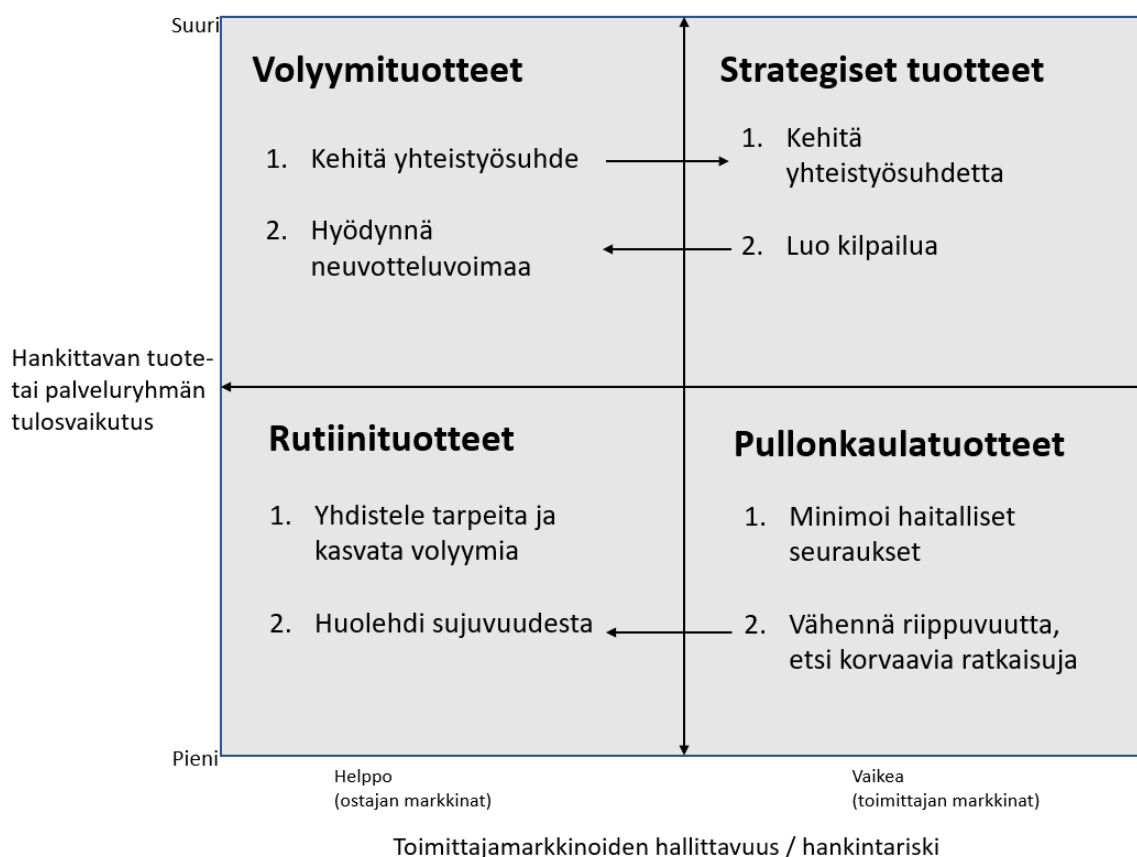 Suuri
Volyymituotteet
1. Kehitä yhteistyösuhde
2. Hyödynnä
neuvotteluvoimaa
Strategiset tuotteet
1. Kehitä
yhteistyösuhdetta
2. Luo kilpailua
Hankittavan tuote-
tai palveluryhmän
tulosvaikutus
Rutiinituotteet
1. Yhdistele tarpeita ja
kasvata volyymia
2. Huolehdi sujuvuudesta
Pullonkaulatuotteet
1. Minimoi haitalliset
seuraukset
2. Vähennä riippuvuutta,
etsi korvaavia ratkaisuja
Pieni
Helppo
(ostajan markkinat)
Vaikea
(toimittajan markkinat)
Toimittajamarkkinoiden hallittavuus / hankintariski